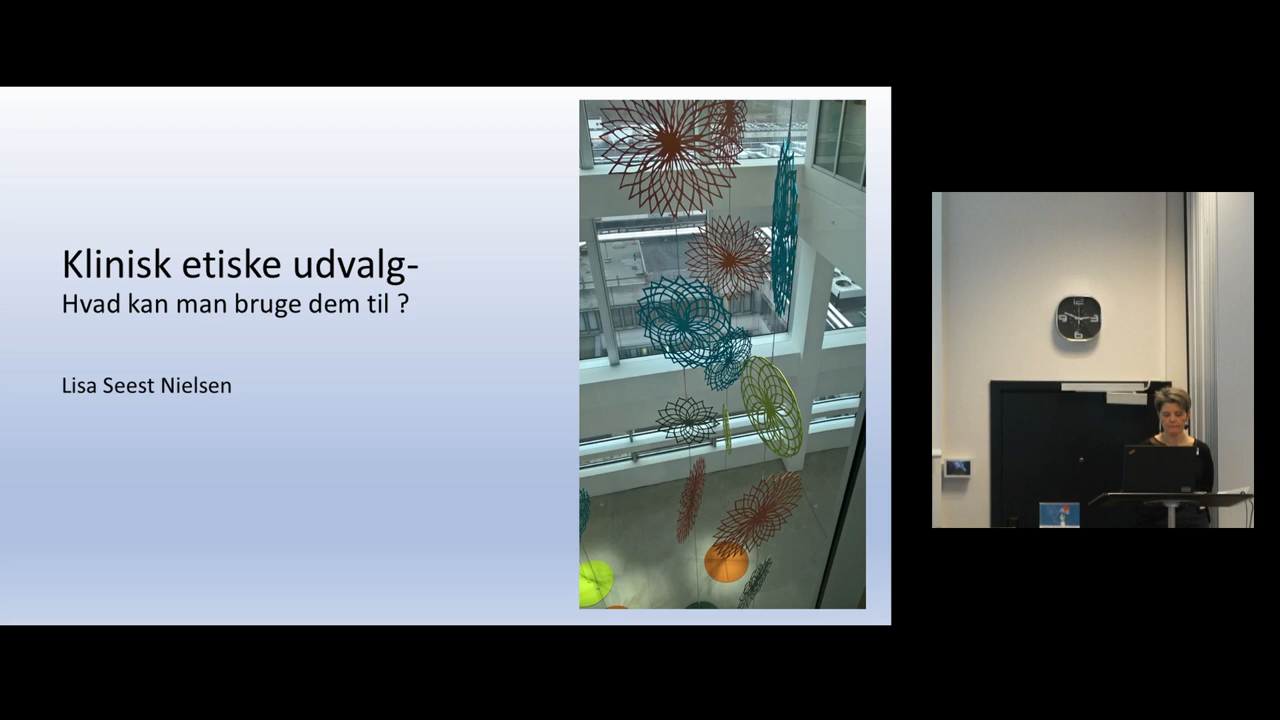 Klinisk etiske udvalg-
Hvad kan man bruge dem til ?
Lisa Seest Nielsen